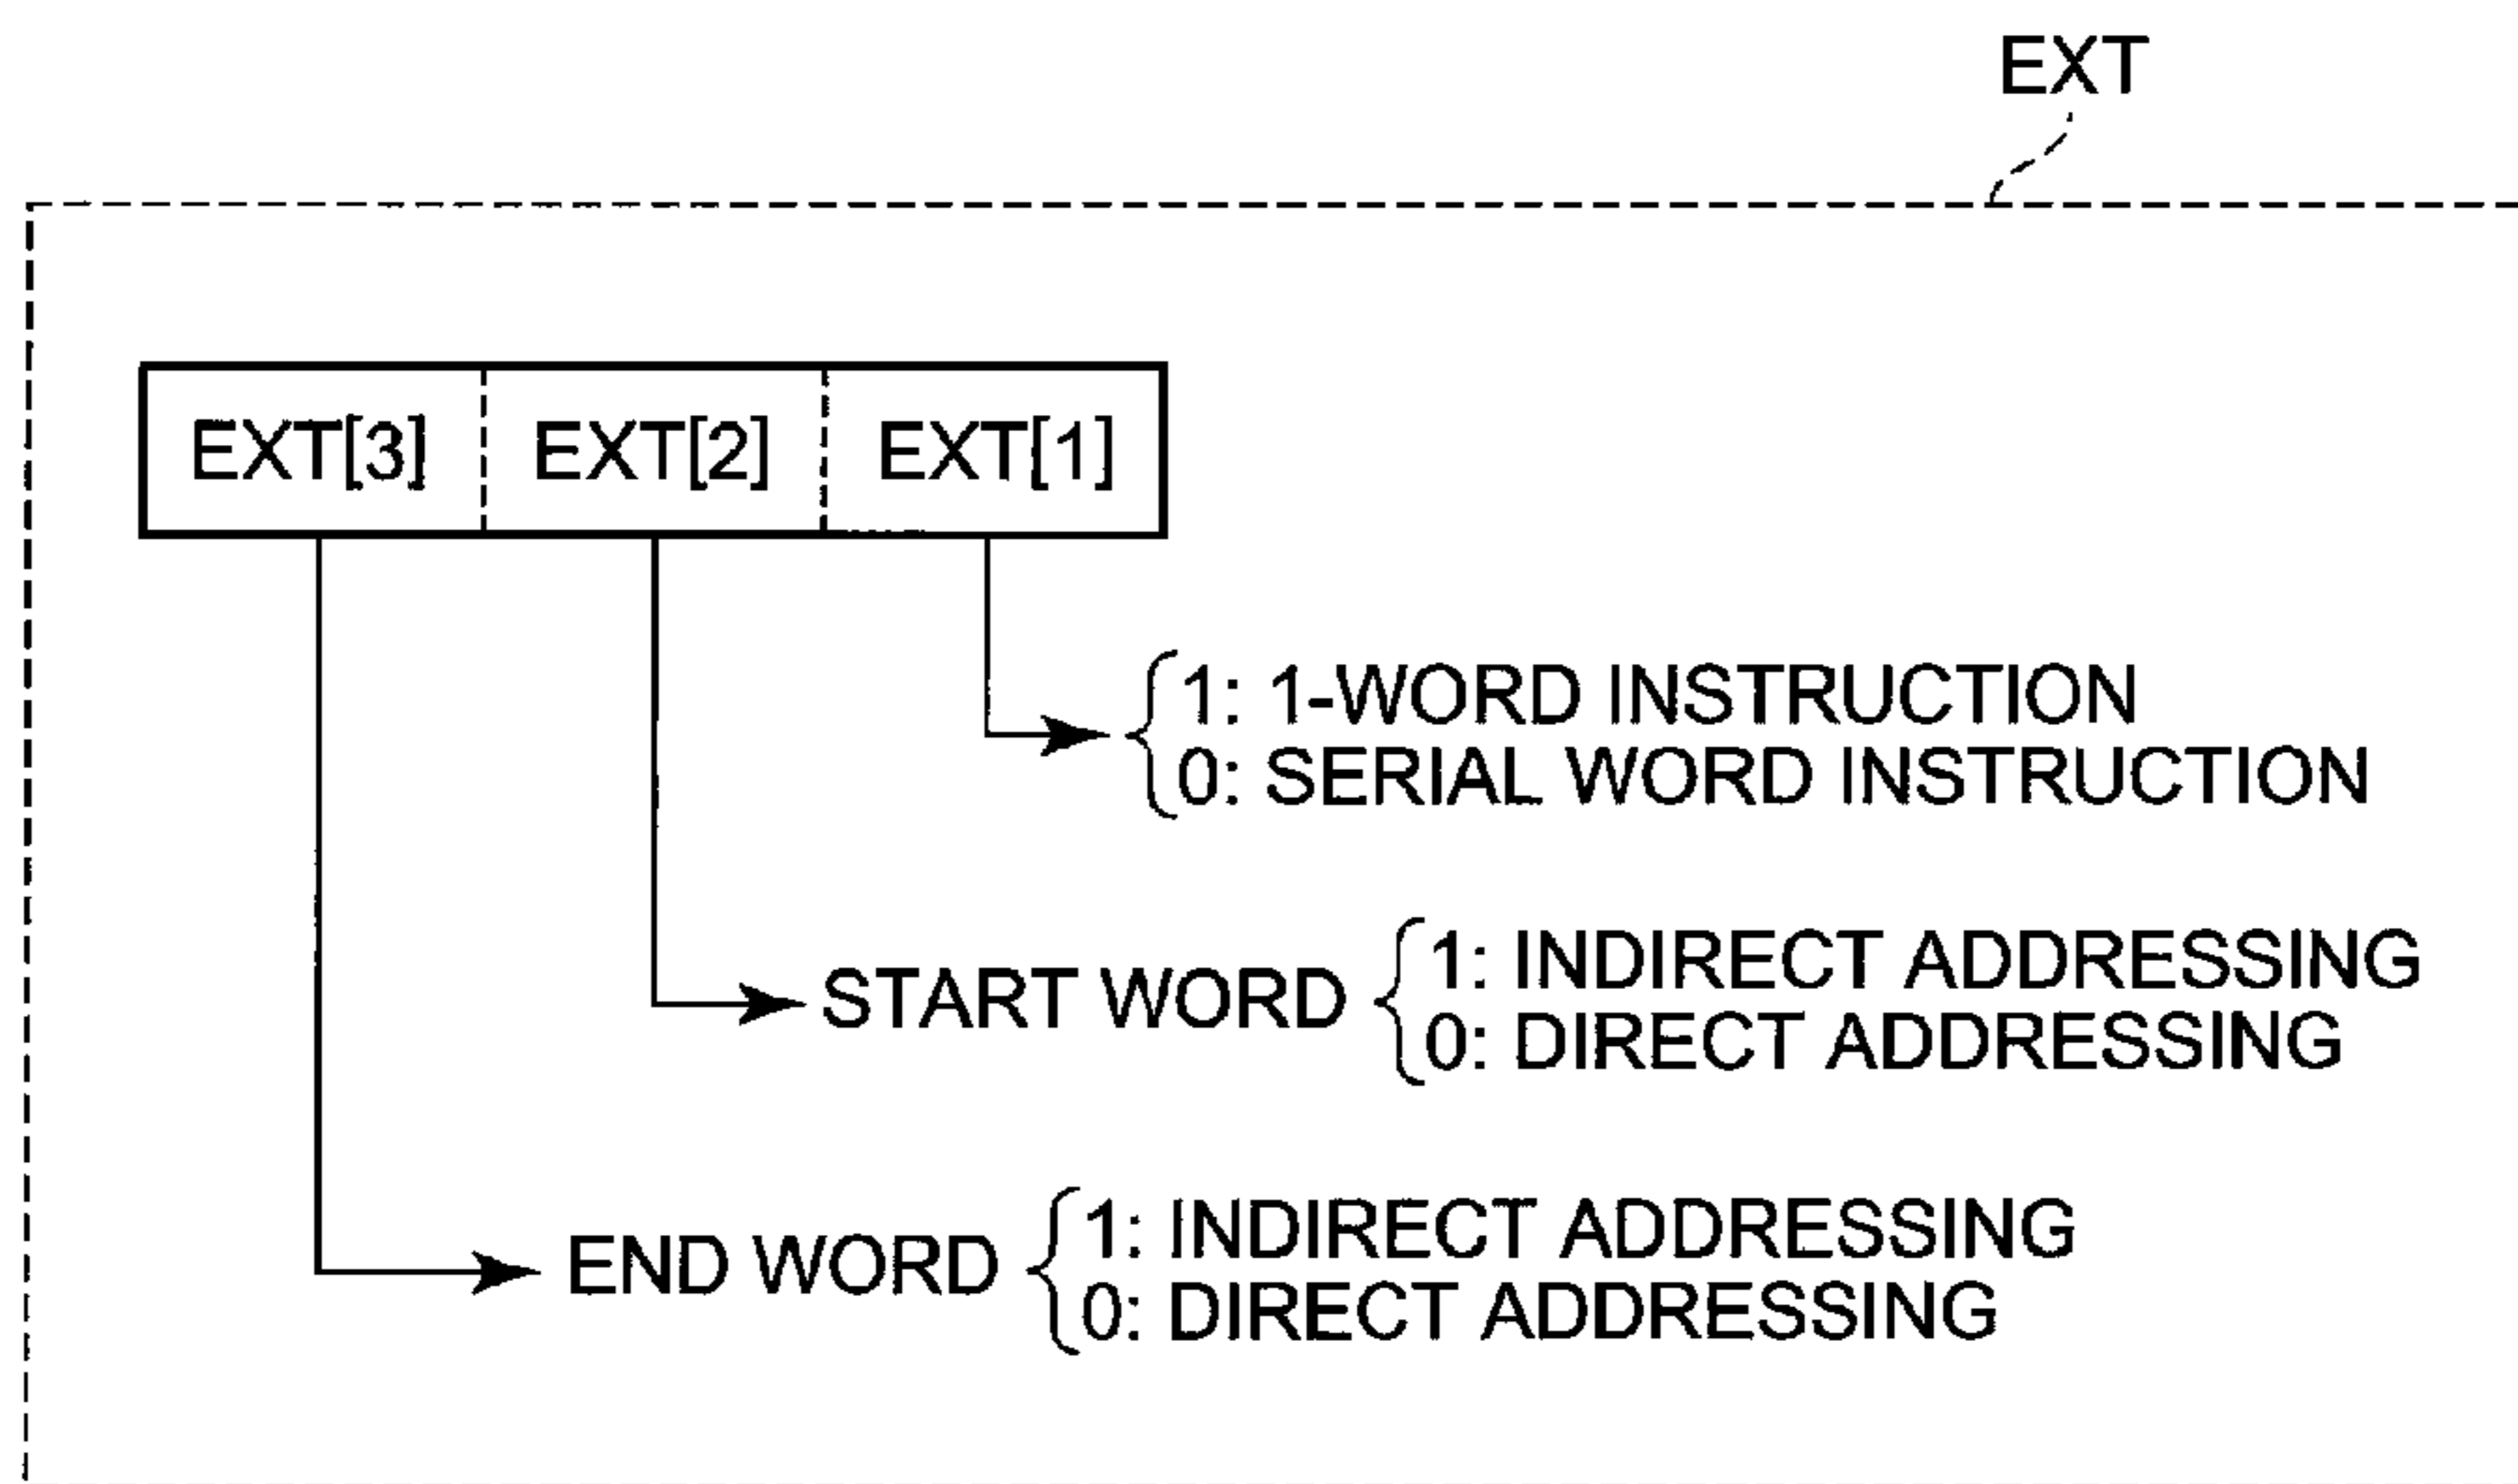 EXT
EXT[3] EXT[2] EXT[1]
1: 1-WORD INSTRUCTION
0: SERIAL WORD INSTRUCTION
START WORD
1: INDIRECT ADDRESSING
0: DIRECT ADDRESSING
END WORD
1: INDIRECT ADDRESSING
0: DIRECT ADDRESSING